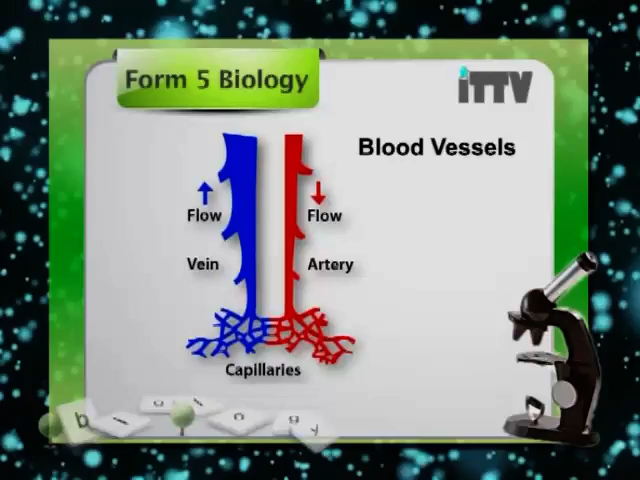 Form 5 Biology
iTTV
Blood Vessels
Flow
Flow
Vein
Artery
Capillaries
b i o l o g y